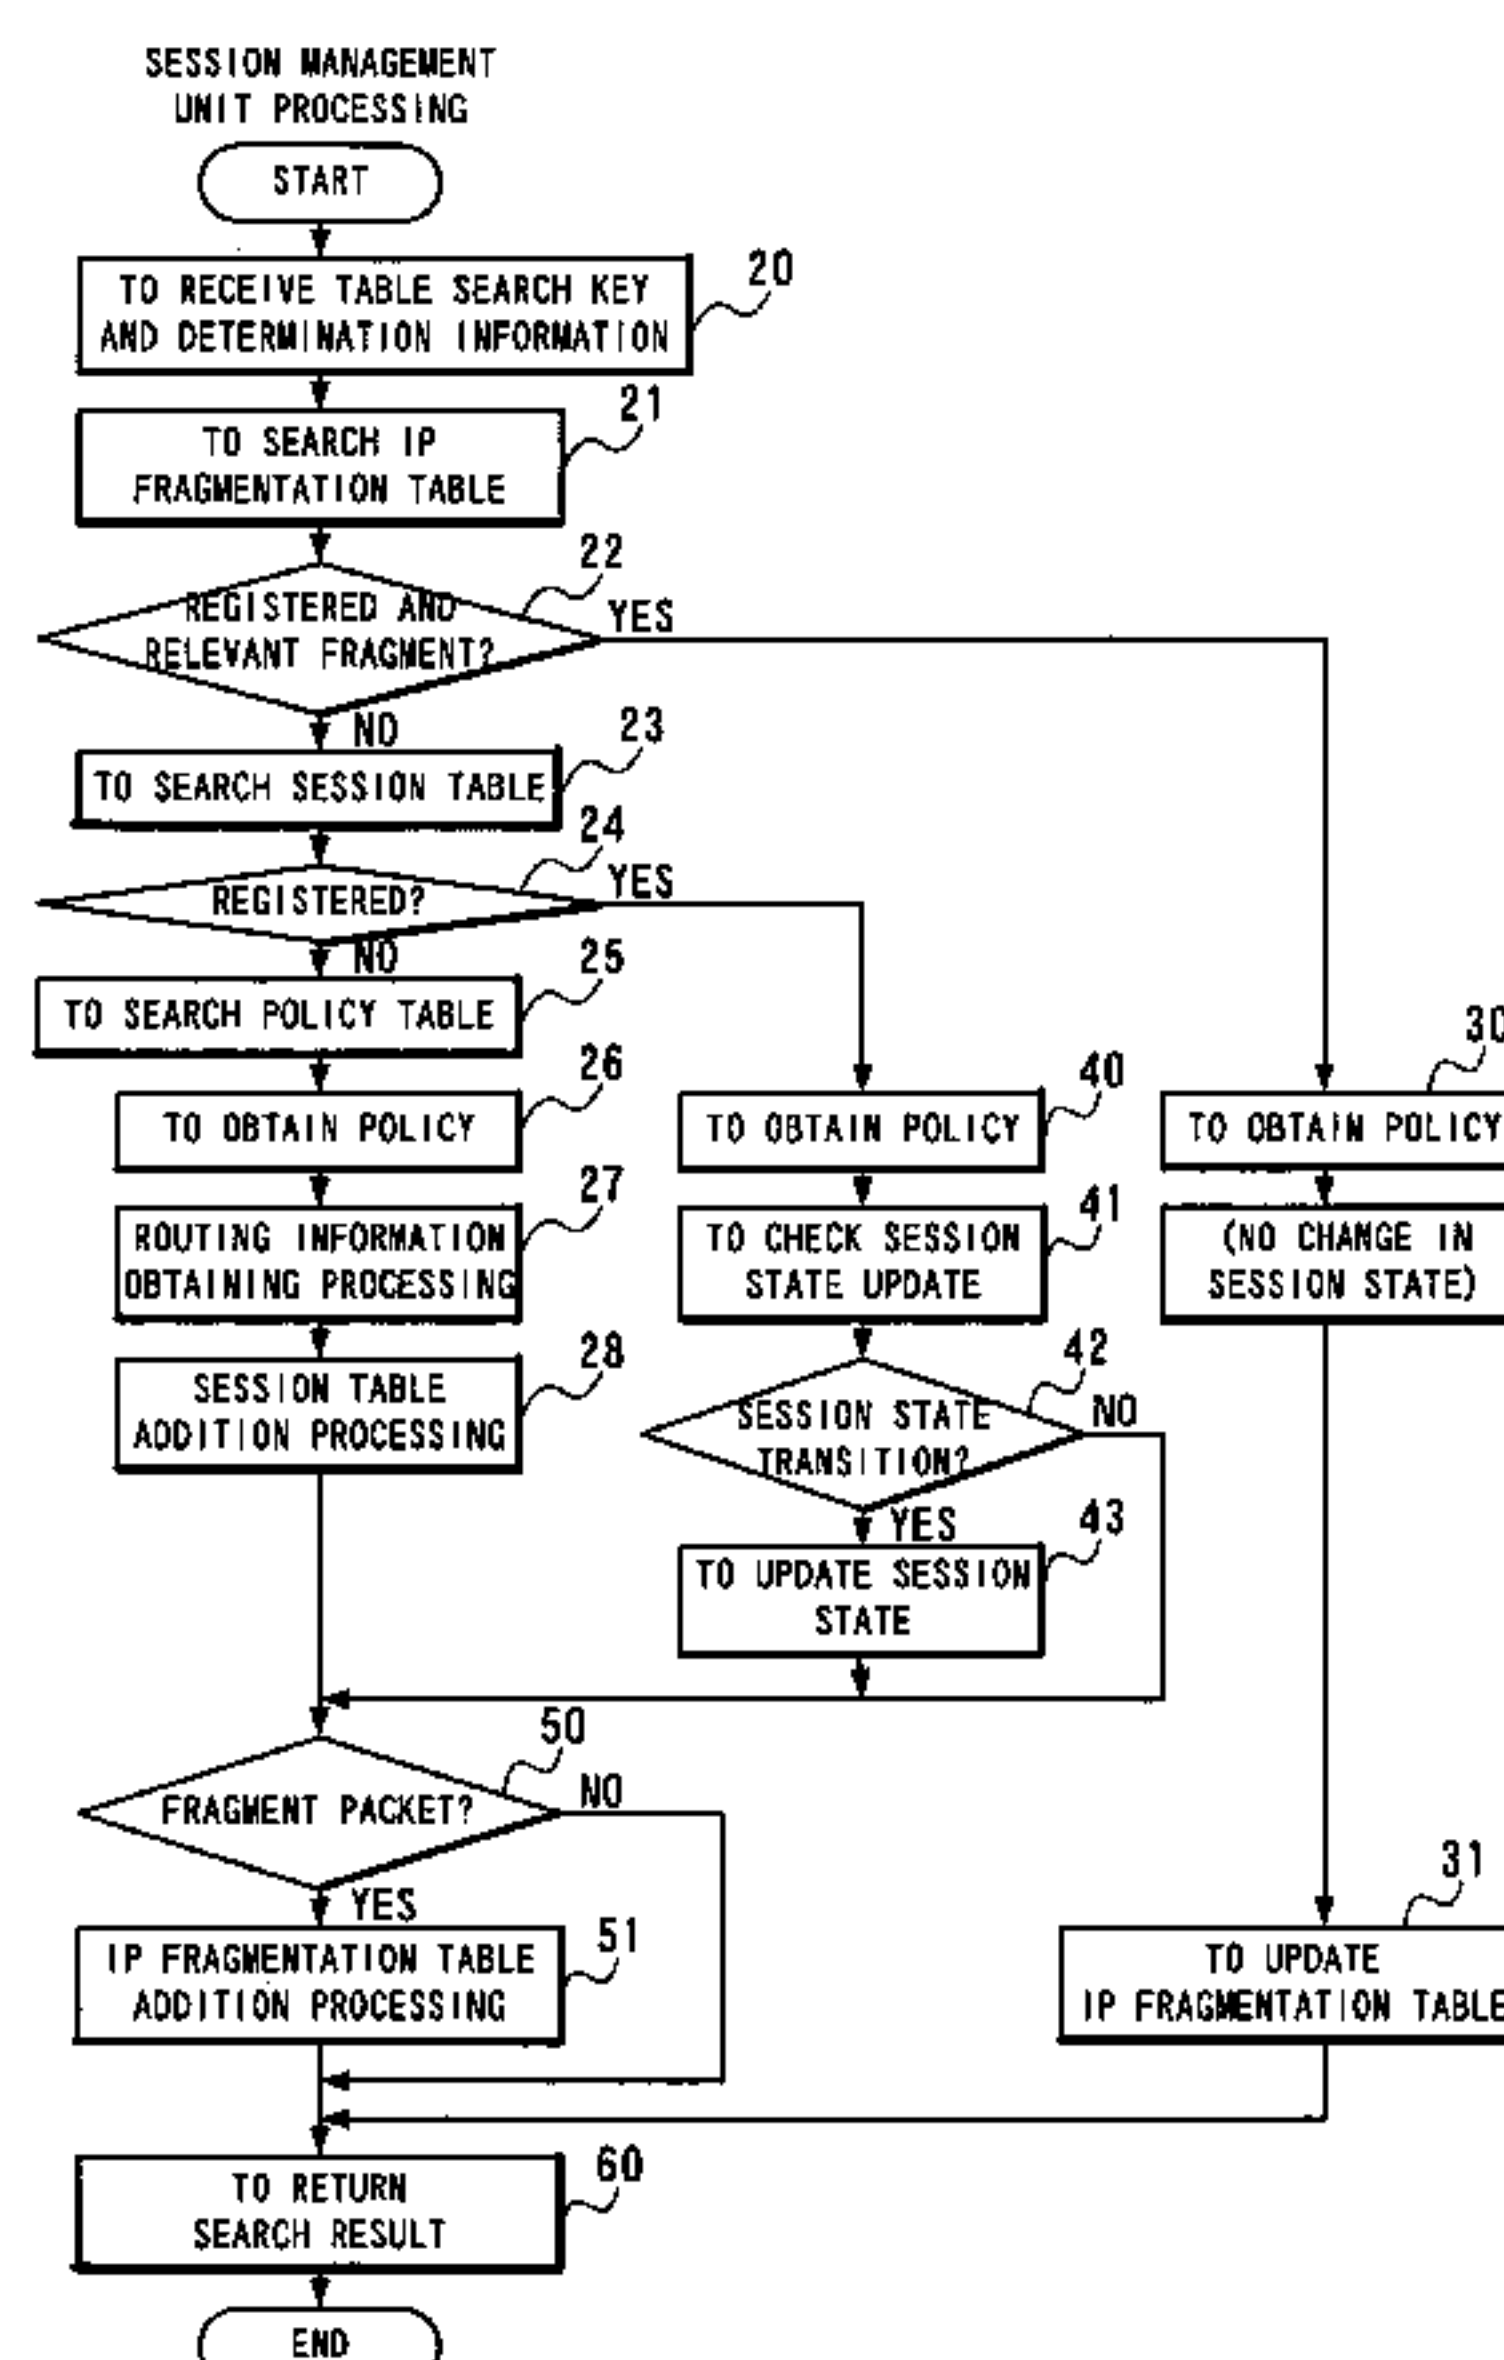 SESSION MANAGEMENT
UNIT PROCESSING
START
TO RECEIVE TABLE SEARCH KEY
AND DETERMINATION INFORMATION
20
TO SEARCH IP
FRAGMENTATION TABLE
21
REGISTERED AND
RELEVANT FRAGMENT?
22
YES
NO
TO SEARCH SESSION TABLE
23
REGISTERED?
24
YES
NO
TO SEARCH POLICY TABLE
25
TO OBTAIN POLICY
26
ROUTING INFORMATION
OBTAINING PROCESSING
27
SESSION TABLE
ADDITION PROCESSING
28
TO OBTAIN POLICY
40
TO CHECK SESSION
STATE UPDATE
41
SESSION STATE
TRANSITION?
42
NO
YES
TO UPDATE SESSION
STATE
43
TO OBTAIN POLICY
30
(NO CHANGE IN
SESSION STATE)
FRAGMENT PACKET?
50
NO
YES
IP FRAGMENTATION TABLE
ADDITION PROCESSING
51
TO UPDATE
IP FRAGMENTATION TABLE
31
TO RETURN
SEARCH RESULT
60
END